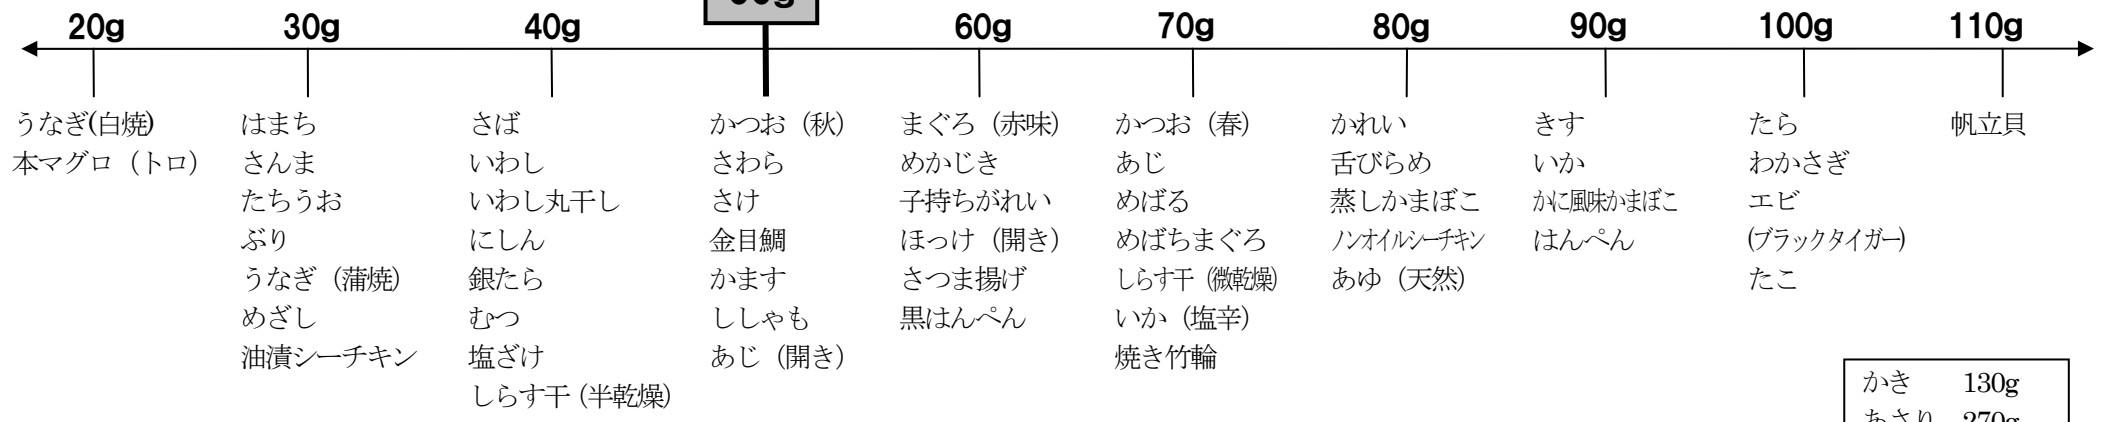 20g
30g
40g
60g
70g
80g
90g
100g
110g
うなぎ(白焼)
本マグロ（トロ）
はまち
さんま
たちうお
ぶり
うなぎ（蒲焼）
めざし
油漬シーチキン
さば
いわし
いわし丸干し
にしん
銀たら
むつ
塩ざけ
しらす干（半乾燥）
かつお（秋）
さわら
さけ
金目鯛
かます
ししゃも
あじ（開き）
まぐろ（赤味）
めかじき
子持ちがれい
ほっけ（開き）
さつま揚げ
黒はんぺん
かつお（春）
あじ
めばる
めばちまぐろ
しらす干（微乾燥）
いか（塩辛）
焼き竹輪
かれい
舌びらめ
蒸しかまぼこ
ノンオイルシーチキン
あゆ（天然）
きす
いか
かに風味かまぼこ
はんぺん
たら
わかさぎ
エビ
(ブラックタイガー)
たこ
帆立貝
かき 130g
あさり 270g